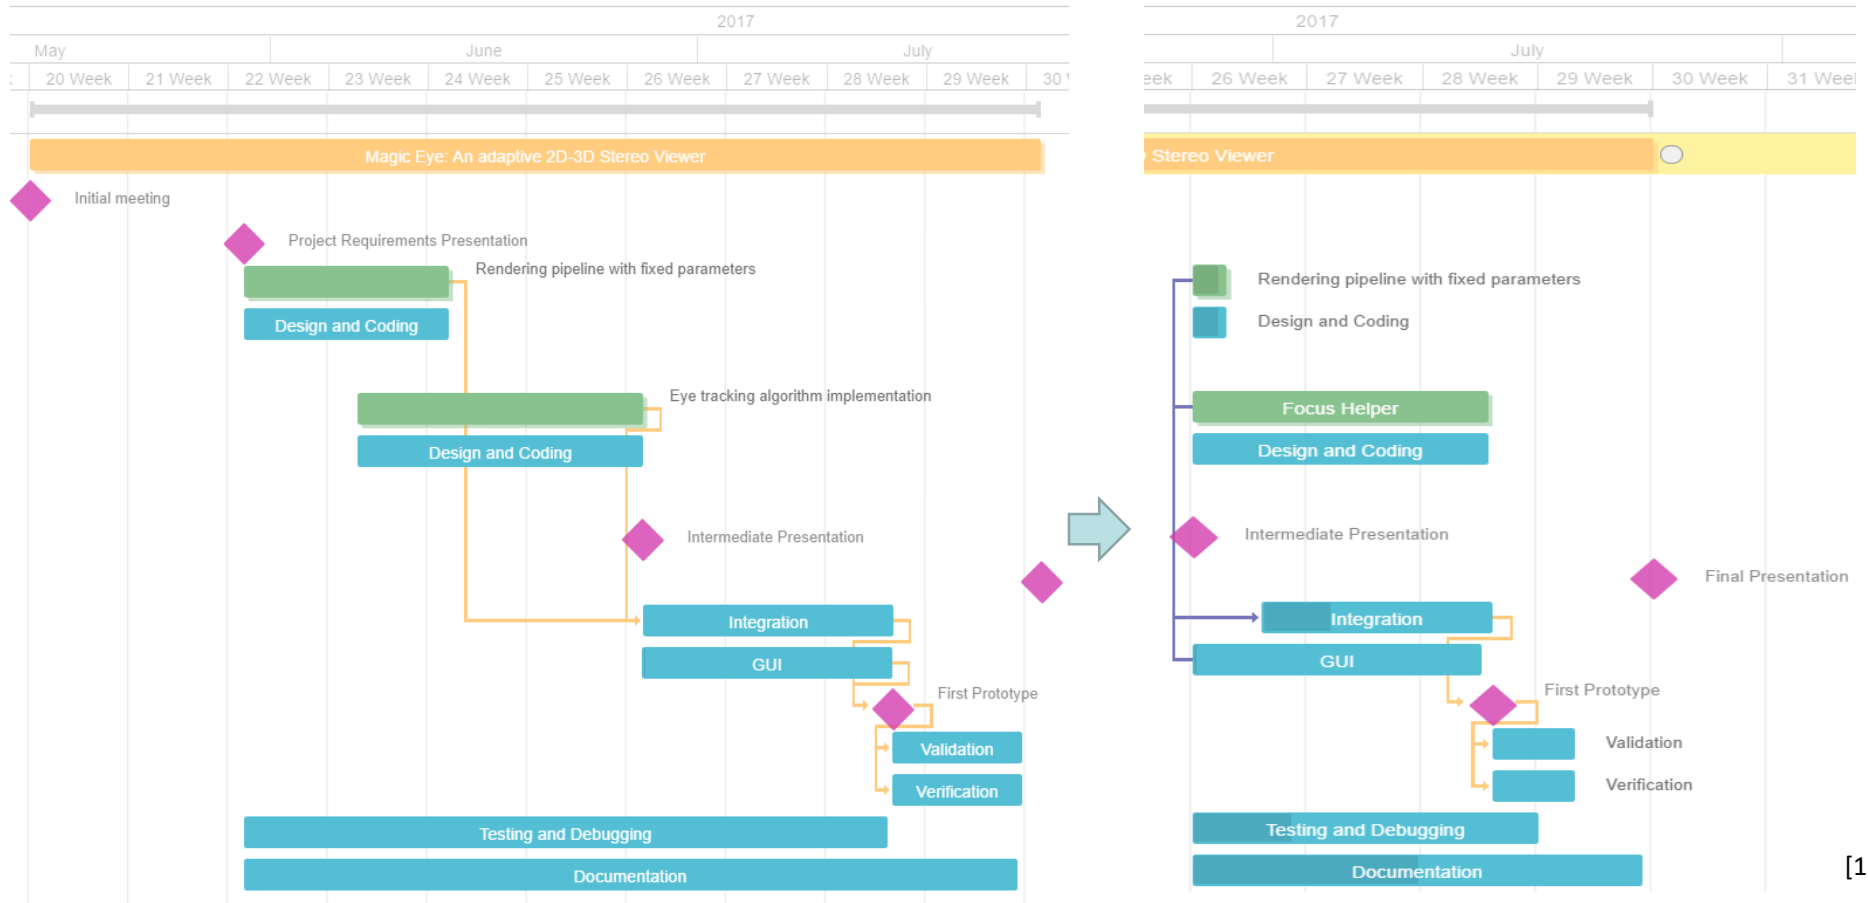 2017
May June July
20 Week 21 Week 22 Week 23 Week 24 Week 25 Week 26 Week 27 Week 28 Week 29 Week 30
Magic Eye: An adaptive 2D-3D Stereo Viewer
Initial meeting
Project Requirements Presentation
Rendering pipeline with fixed parameters
Design and Coding
Eye tracking algorithm implementation
Design and Coding
Intermediate Presentation
Integration
GUI
First Prototype
Validation
Verification
Testing and Debugging
Documentation
2017
July
eek 26 Week 27 Week 28 Week 29 Week 30 Week 31 Weel
Stereo Viewer
Rendering pipeline with fixed parameters
Design and Coding
Focus Helper
Design and Coding
Intermediate Presentation
Final Presentation
Integration
GUI
First Prototype
Validation
Verification
Testing and Debugging
Documentation
[1